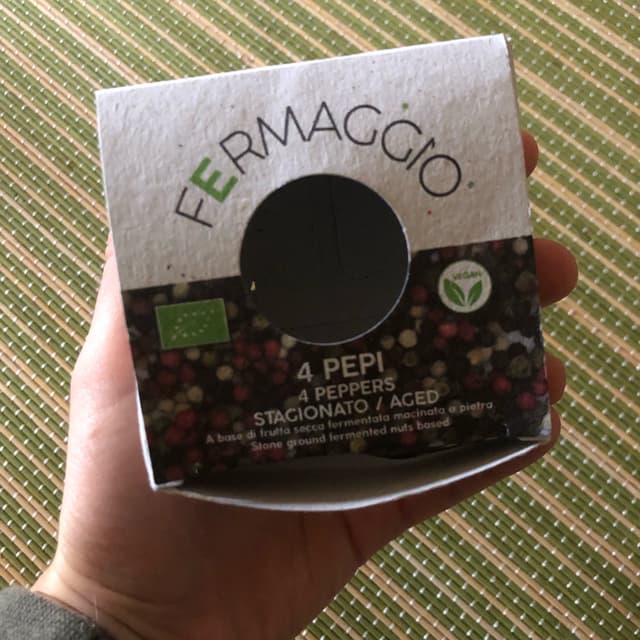 FERMAGGIO
VEGAN
4 PEPI
4 PEPPERS
STAGIONATO / AGED
A base di frutta secca fermentata macinata a pietra
Stone ground fermented nuts based